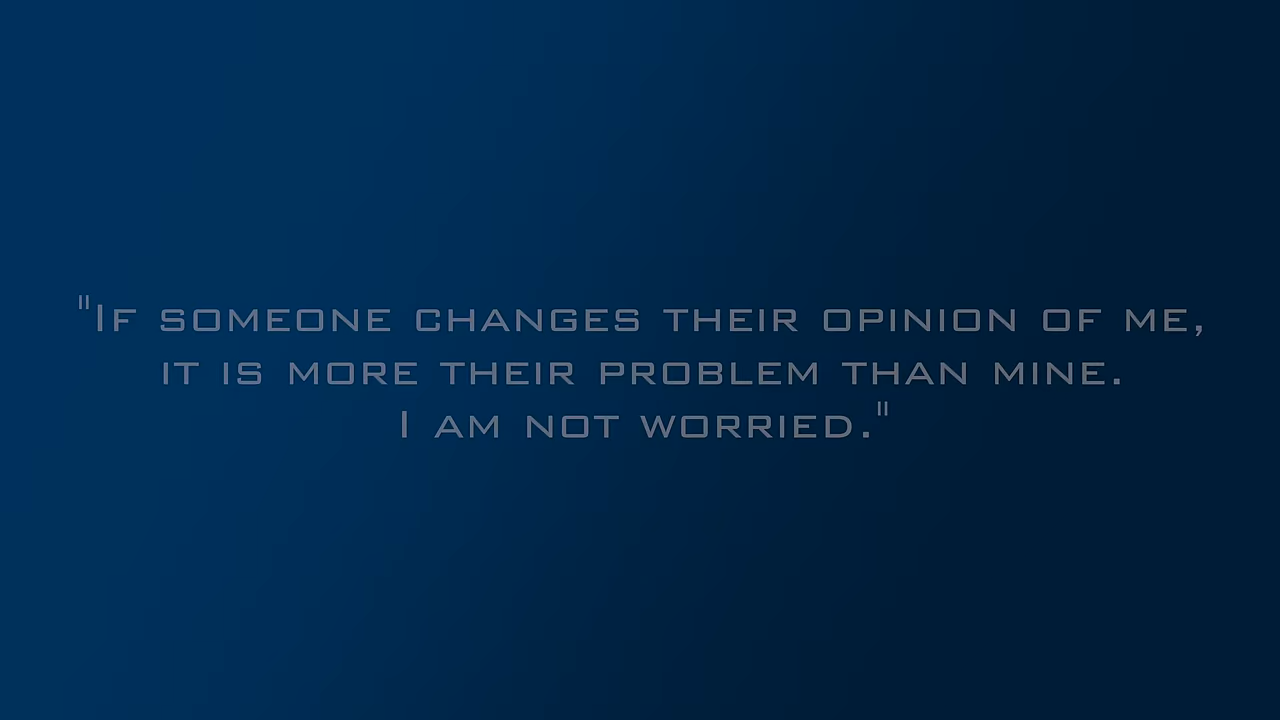 "If someone changes their opinion of me,
it is more their problem than mine.
I am not worried."